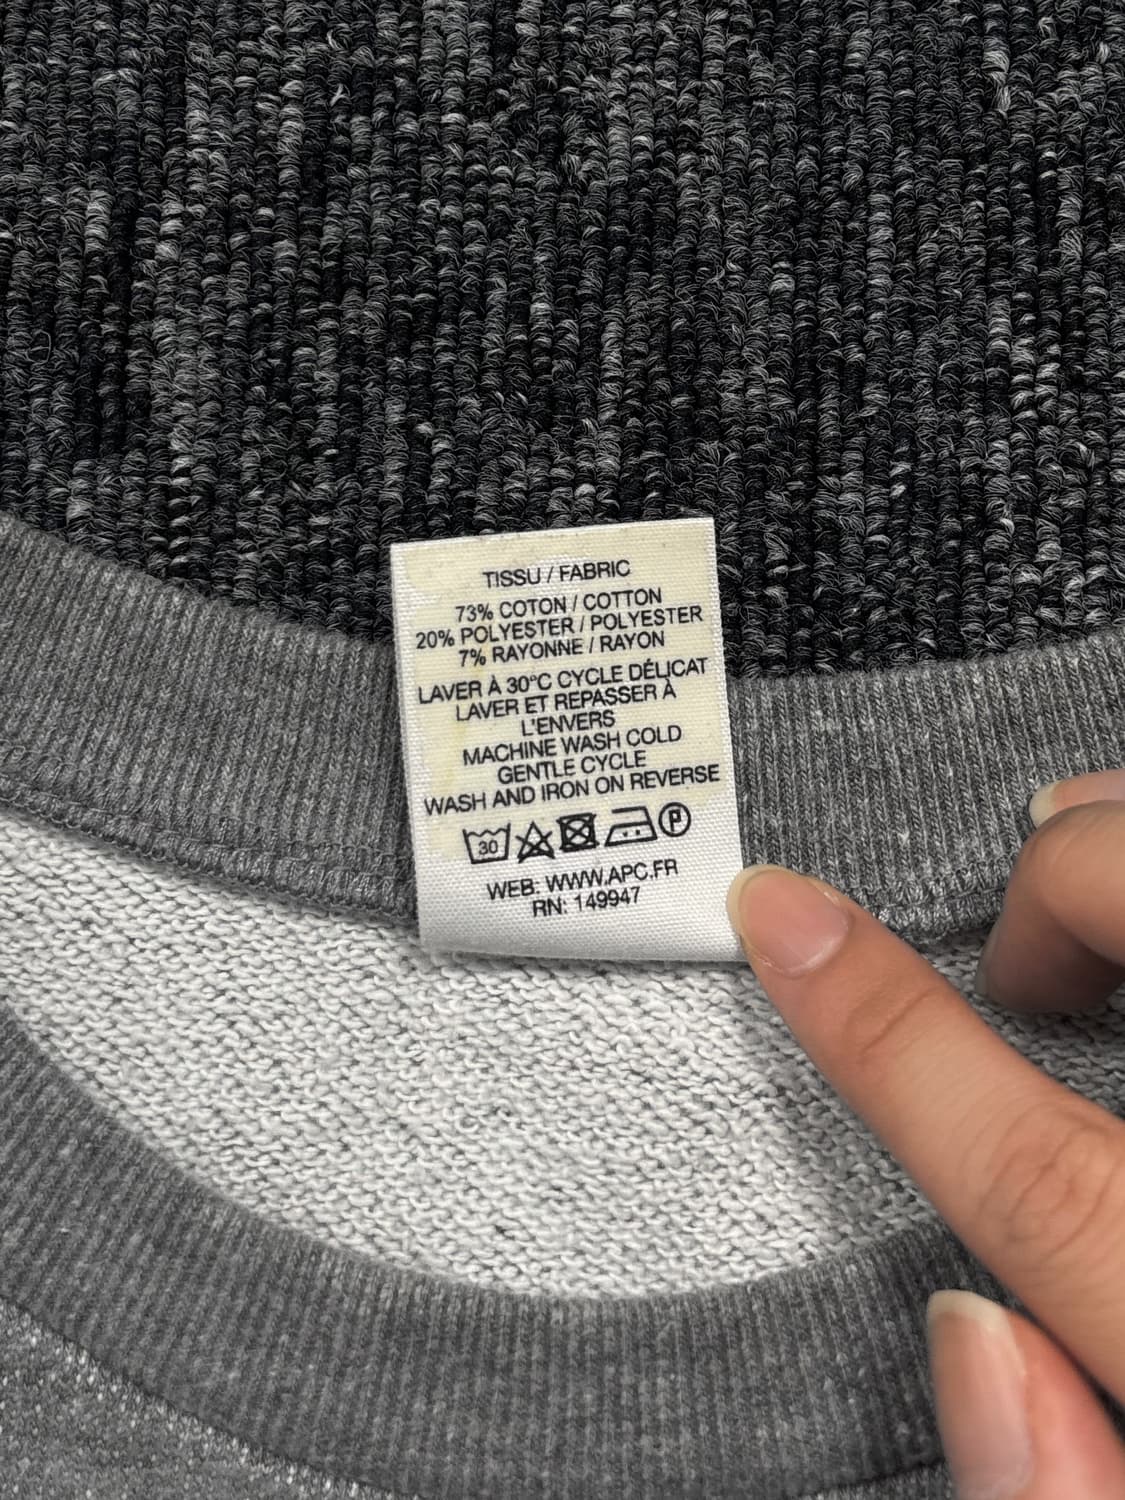 TISSU / FABRIC
73% COTON / COTTON
20% POLYESTER / POLYESTER
7% RAYONNE / RAYON
LAVER À 30°C CYCLE DÉLICAT
LAVER ET REPASSER À
L'ENVERS
MACHINE WASH COLD
GENTLE CYCLE
WASH AND IRON ON REVERSE
30 P
WEB: WWW.APC.FR
RN: 149947